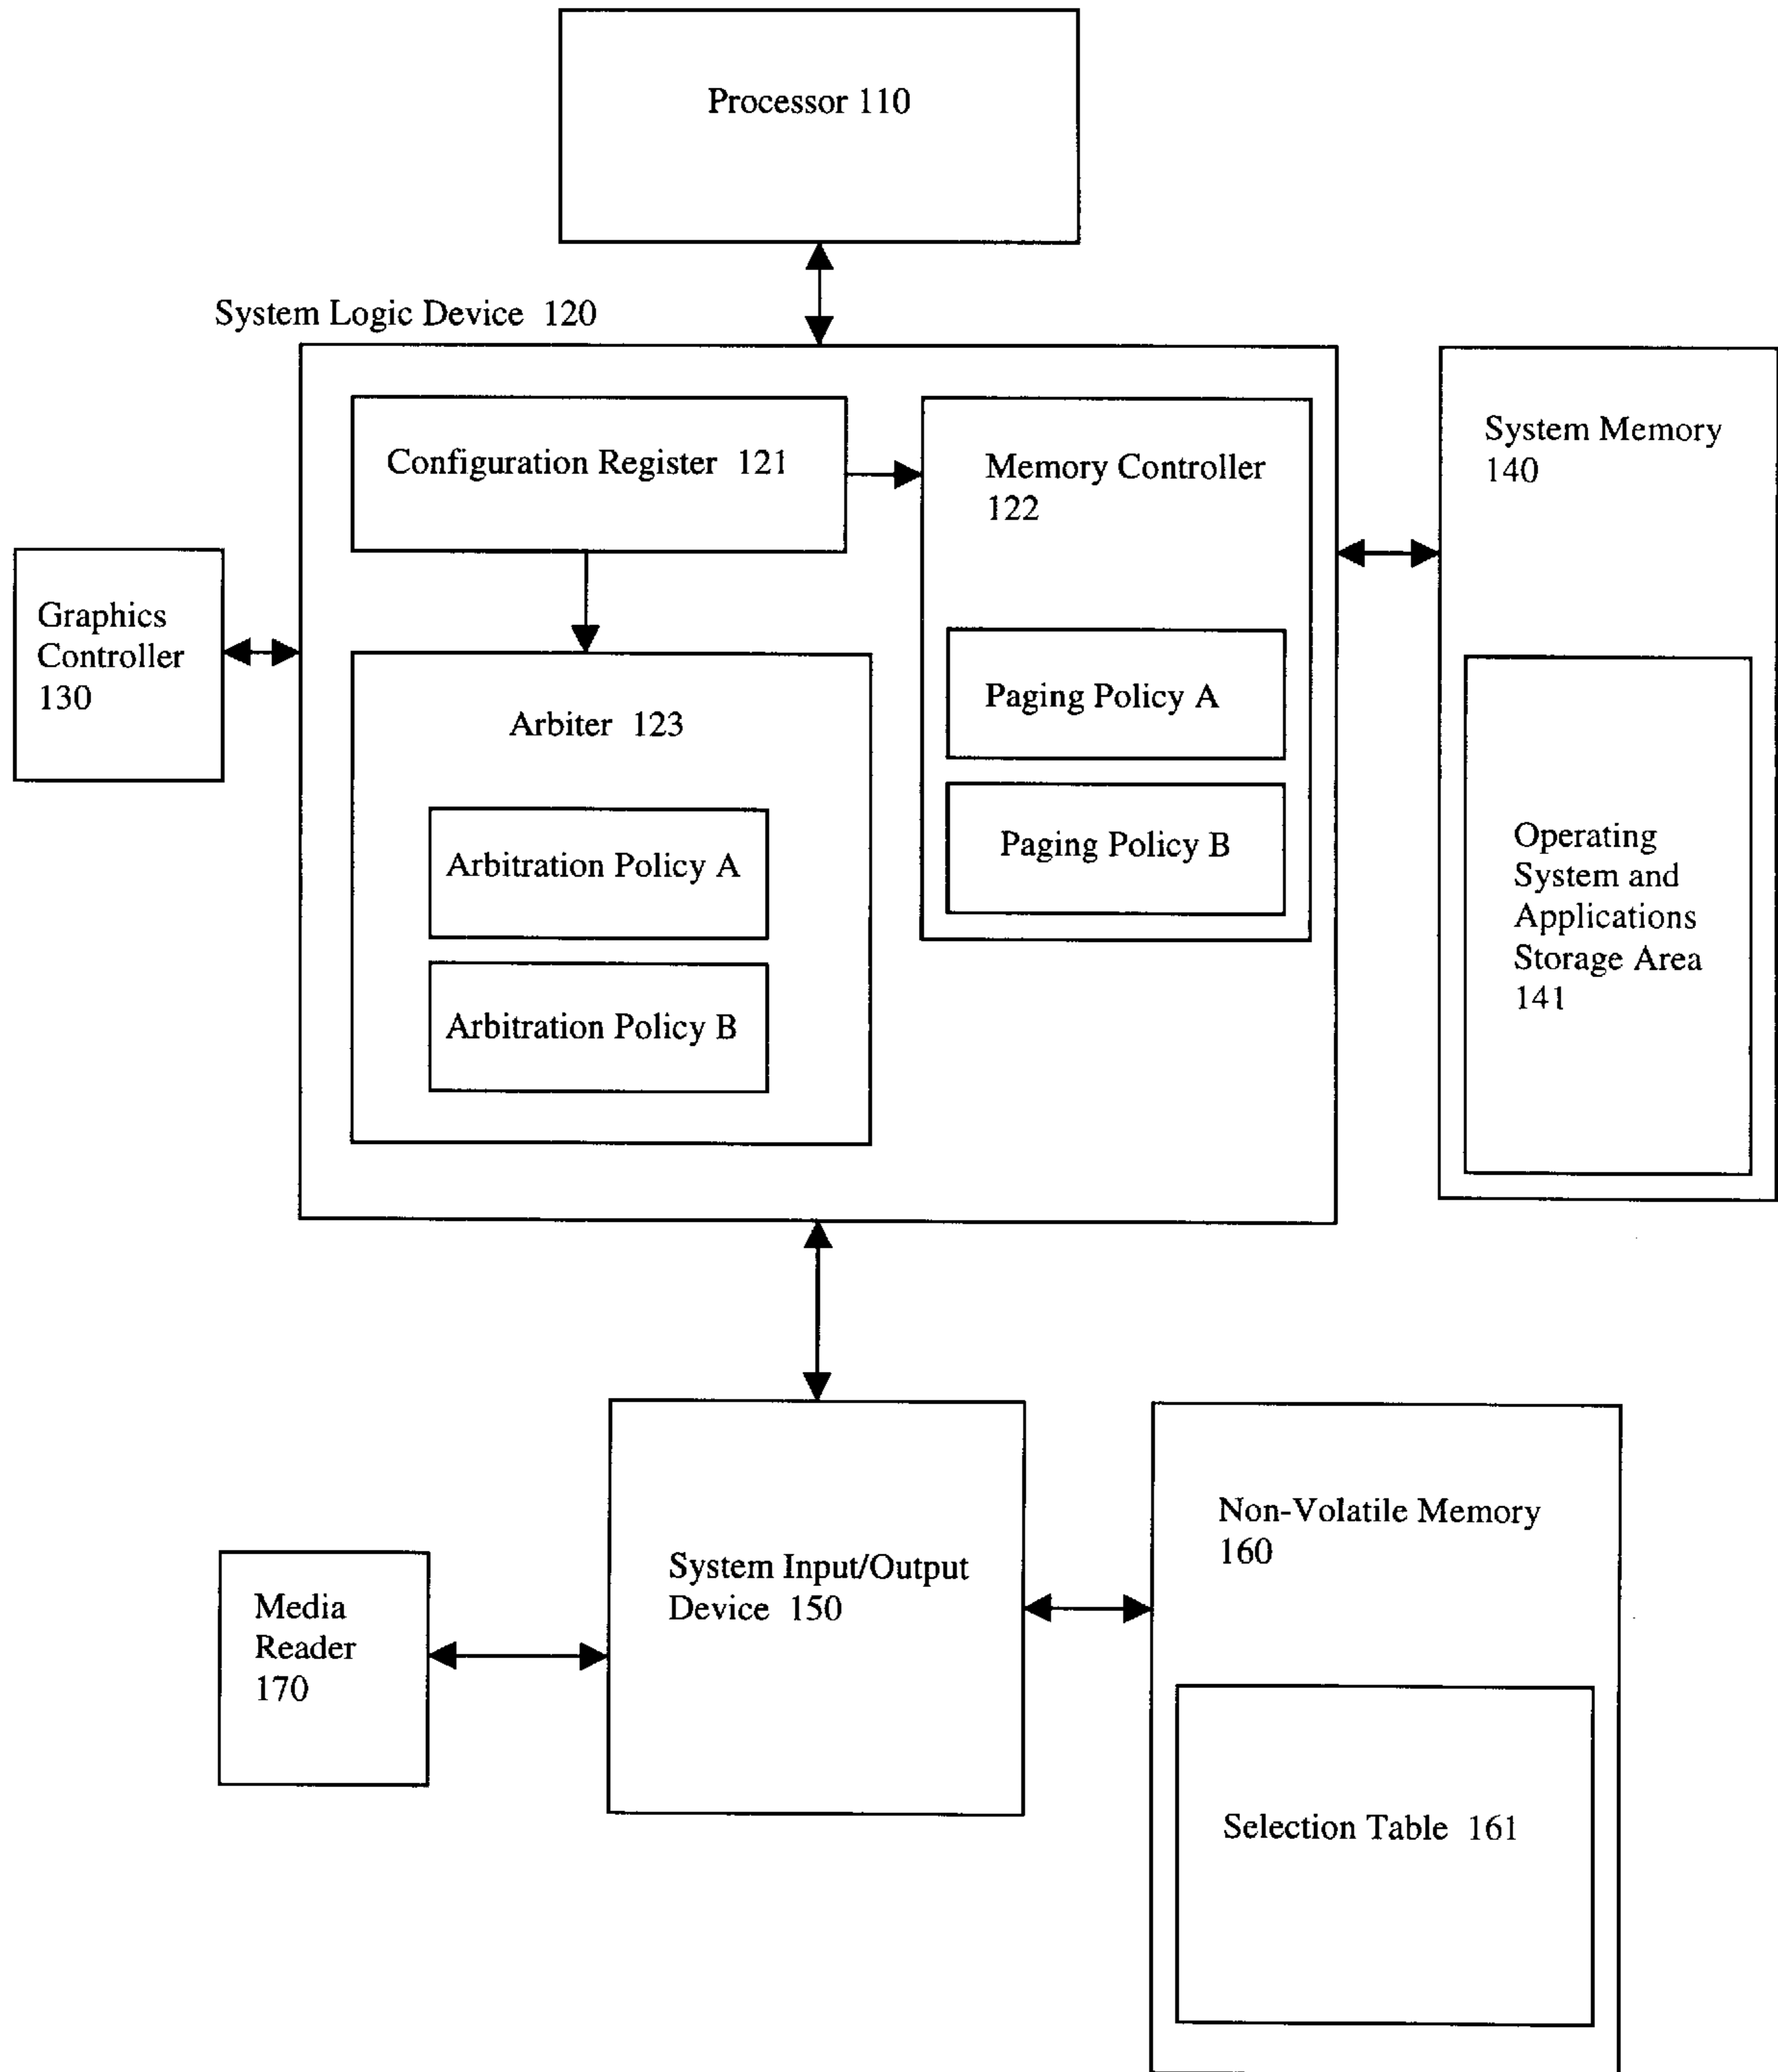 Processor 110
System Logic Device 120
Configuration Register 121
Memory Controller
122
System Memory
140
Graphics
Controller
130
Arbiter 123
Paging Policy A
Paging Policy B
Arbitration Policy A
Arbitration Policy B
Operating
System and
Applications
Storage Area
141
System Input/Output
Device 150
Non-Volatile Memory
160
Media
Reader
170
Selection Table 161